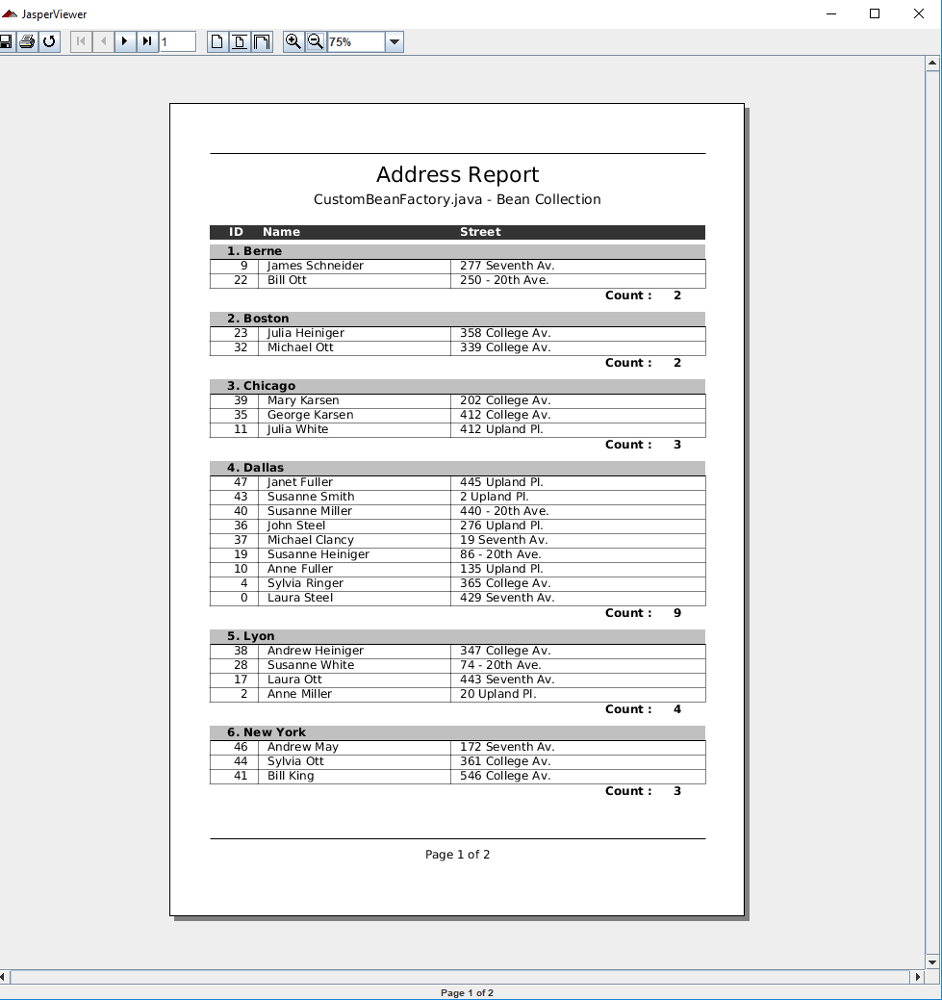 JasperViewer
1 75%
Address Report
CustomBeanFactory.java - Bean Collection
ID Name Street
1. Berne
9 James Schneider 277 Seventh Av.
22 Bill Ott 250 - 20th Ave.
Count : 2
2. Boston
23 Julia Heiniger 358 College Av.
32 Michael Ott 339 College Av.
Count : 2
3. Chicago
39 Mary Karsen 202 College Av.
35 George Karsen 412 College Av.
11 Julia White 412 Upland Pl.
Count : 3
4. Dallas
47 Janet Fuller 445 Upland Pl.
43 Susanne Smith 2 Upland Pl.
40 Susanne Miller 440 - 20th Ave.
36 John Steel 276 Upland Pl.
37 Michael Clancy 19 Seventh Av.
19 Susanne Heiniger 86 - 20th Ave.
10 Anne Fuller 135 Upland Pl.
4 Sylvia Ringer 365 College Av.
0 Laura Steel 429 Seventh Av.
Count : 9
5. Lyon
38 Andrew Heiniger 347 College Av.
28 Susanne White 74 - 20th Ave.
17 Laura Ott 443 Seventh Av.
2 Anne Miller 20 Upland Pl.
Count : 4
6. New York
46 Andrew May 172 Seventh Av.
44 Sylvia Ott 361 College Av.
41 Bill King 546 College Av.
Count : 3
Page 1 of 2
Page 1 of 2